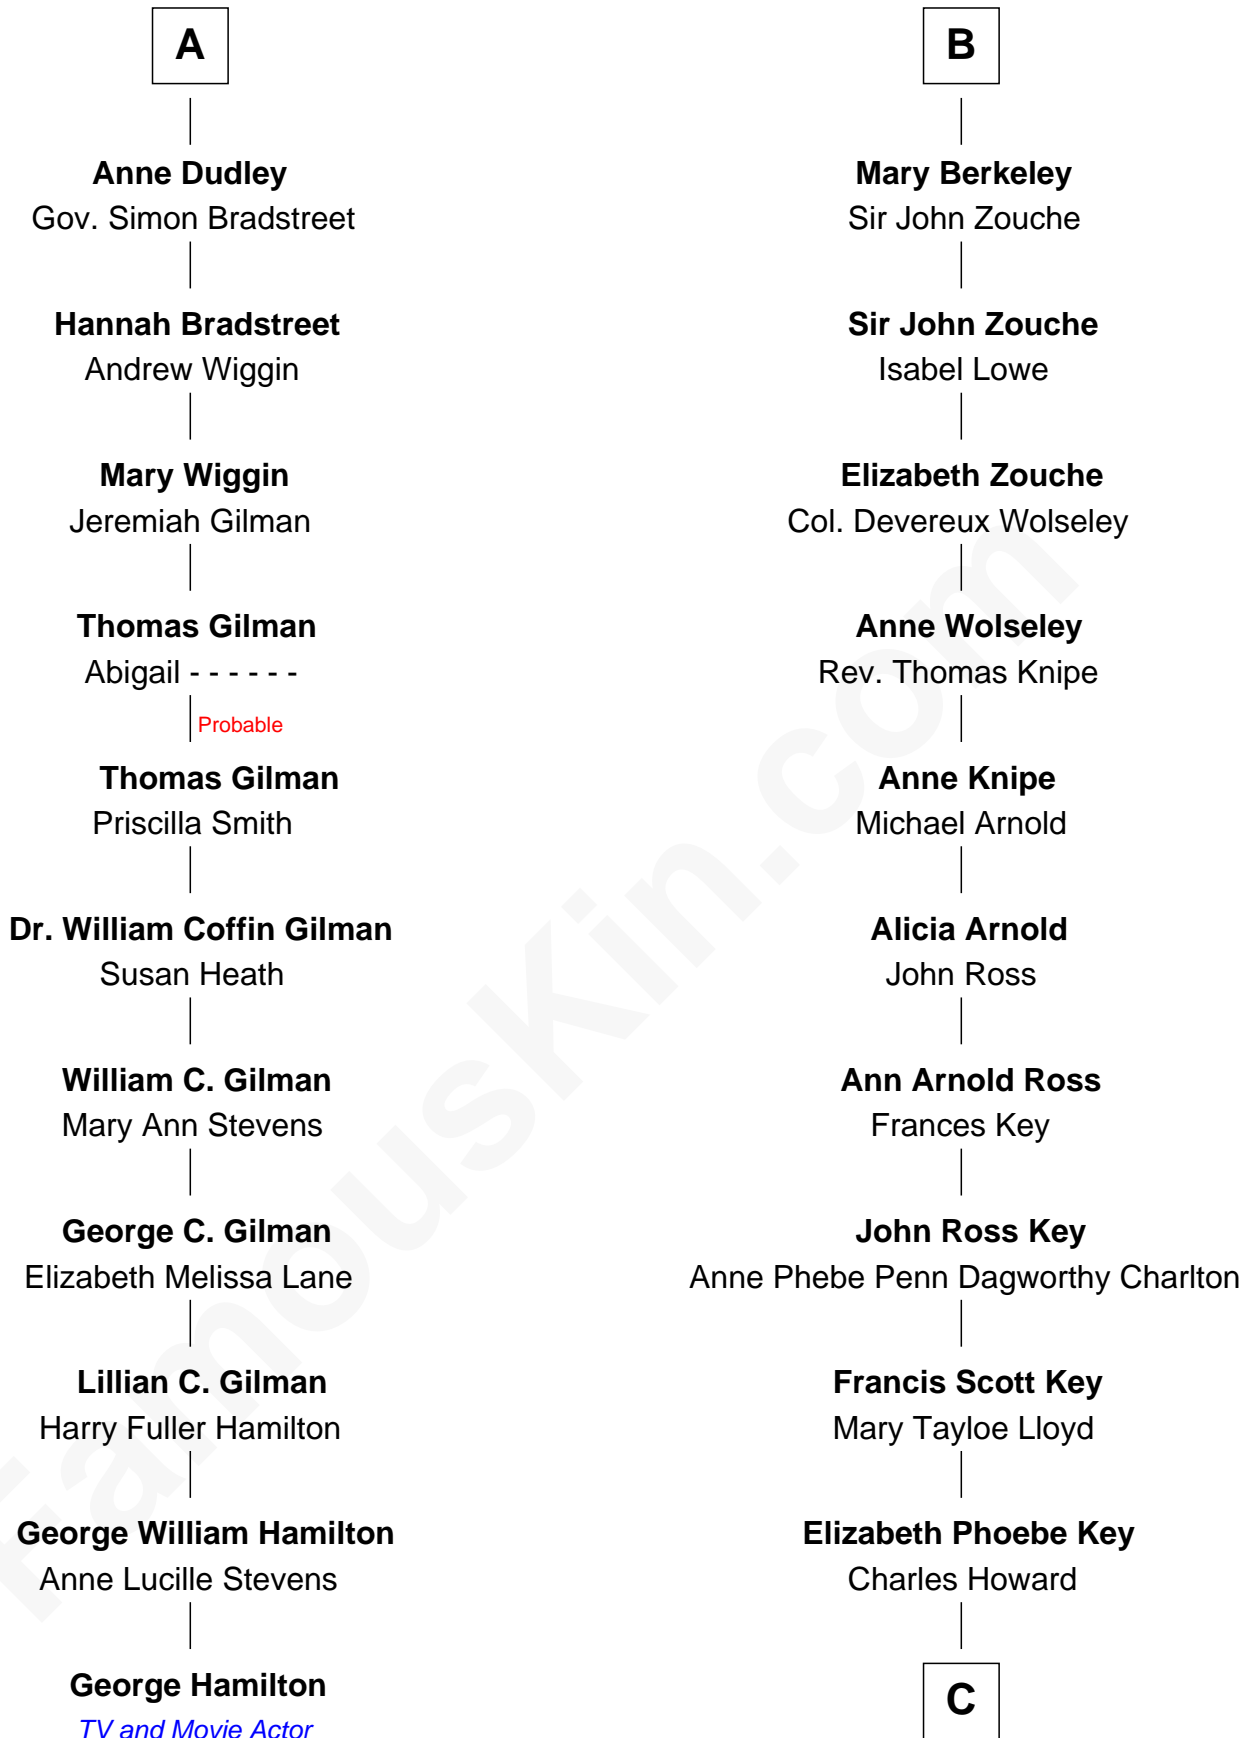 A
Anne Dudley
Gov. Simon Bradstreet
Hannah Bradstreet
Andrew Wiggin
Mary Wiggin
Jeremiah Gilman
Thomas Gilman
Abigail - - - - - -
Probable
Thomas Gilman
Priscilla Smith
Dr. William Coffin Gilman
Susan Heath
William C. Gilman
Mary Ann Stevens
George C. Gilman
Elizabeth Melissa Lane
Lillian C. Gilman
Harry Fuller Hamilton
George William Hamilton
Anne Lucille Stevens
George Hamilton
TV and Movie Actor
B
Mary Berkeley
Sir John Zouche
Sir John Zouche
Isabel Lowe
Elizabeth Zouche
Col. Devereux Wolseley
Anne Wolseley
Rev. Thomas Knipe
Anne Knipe
Michael Arnold
Alicia Arnold
John Ross
Ann Arnold Ross
Frances Key
John Ross Key
Anne Phebe Penn Dagworthy Charlton
Francis Scott Key
Mary Tayloe Lloyd
Elizabeth Phoebe Key
Charles Howard
C
FamousKin.com